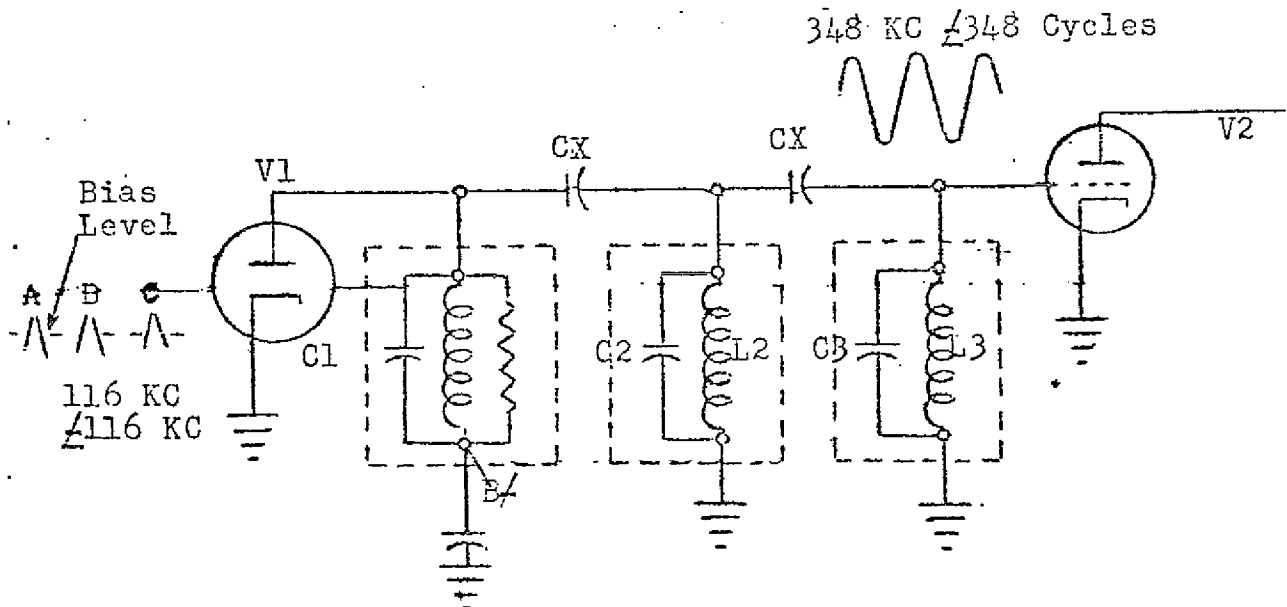 348 KC ⁄348 Cycles
CX
CX
V2
V1
Bias
Level
A B C
C1
C2
L2
C3
L3
116 KC
⁄116 KC
B⁄